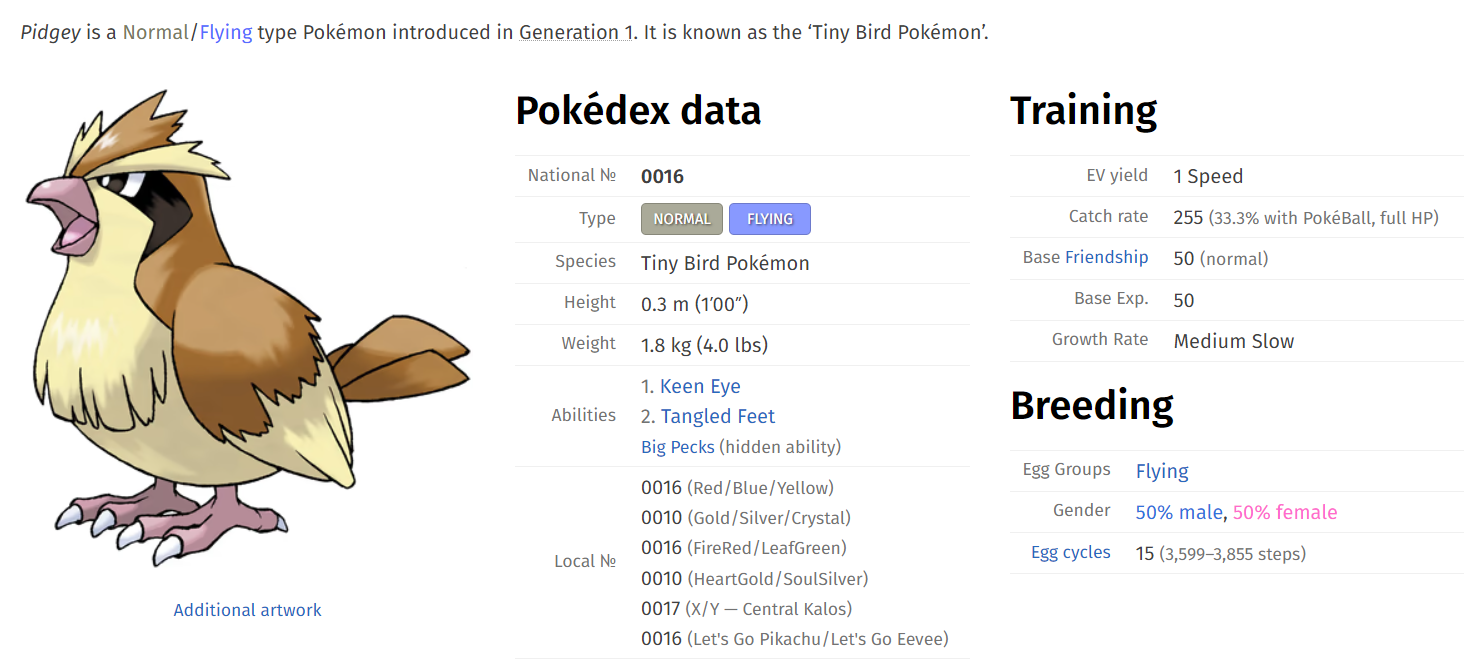 Pidgey is a Normal/Flying type Pokémon introduced in Generation 1. It is known as the ‘Tiny Bird Pokémon’.
Additional artwork
Pokédex data
National № 0016
Type NORMAL FLYING
Species Tiny Bird Pokémon
Height 0.3 m (1′00″)
Weight 1.8 kg (4.0 lbs)
Abilities 1. Keen Eye
2. Tangled Feet
Big Pecks (hidden ability)
Local № 0016 (Red/Blue/Yellow)
0010 (Gold/Silver/Crystal)
0016 (FireRed/LeafGreen)
0010 (HeartGold/SoulSilver)
0017 (X/Y — Central Kalos)
0016 (Let's Go Pikachu/Let's Go Eevee)
Training
EV yield 1 Speed
Catch rate 255 (33.3% with PokéBall, full HP)
Base Friendship 50 (normal)
Base Exp. 50
Growth Rate Medium Slow
Breeding
Egg Groups Flying
Gender 50% male, 50% female
Egg cycles 15 (3,599–3,855 steps)